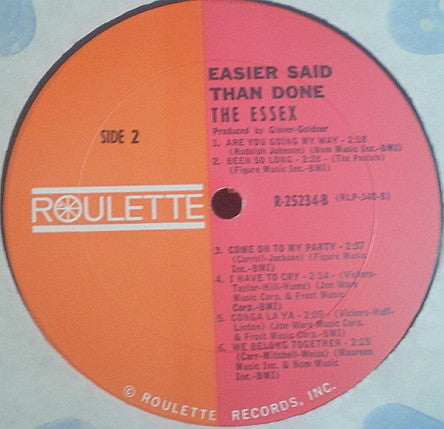 EASIER SAID
THAN DONE
THE ESSEX
Produced by Glover-Goldner
SIDE 2
1. ARE YOU GOING MY WAY - 2:16
(Rudolph Johnson) (Nom Music Inc.-BMI)
2. BEEN SO LONG - 2:24 - (The Pastels)
(Figure Music Inc.-BMI)
ROULETTE
R-25234-B (RLP-348-B)
3. COME ON TO MY PARTY - 2:37
(Carroll-Jackson) (Figure Music
Inc.-BMI)
4. I HAVE TO CRY - 2:14 - (Vickers-
Taylor-Hill-Hume) (Jon Ware
Music Corp. & Frost Music
Corp.-BMI)
5. CONGA LA YA - 2:05 - (Vickers-Huff-
Linton) (Jon Ware Music Corp.
& Frost Music Corp.-BMI)
6. WE BELONG TOGETHER - 2:25
(Carr-Mitchell-Weiss) (Maureen
Music Inc. & Nom Music
Inc.-BMI)
© ROULETTE RECORDS, INC.